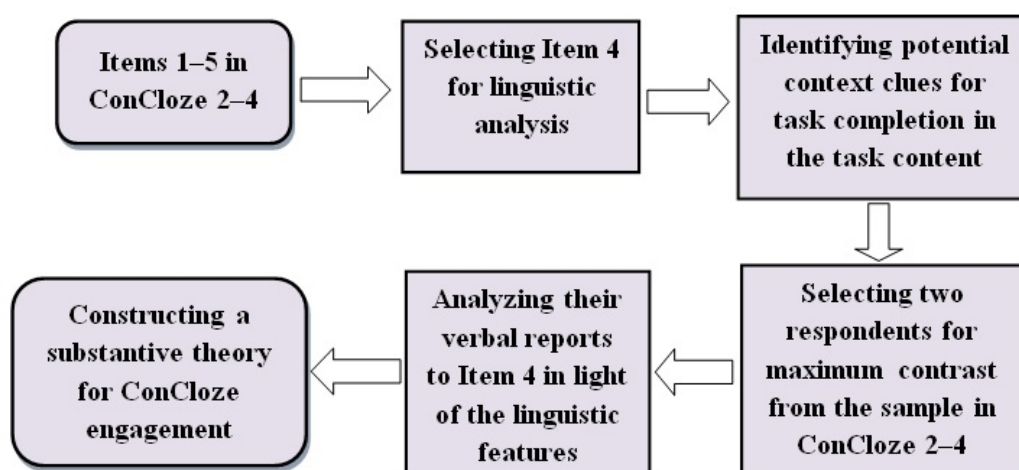 Items 1–5 in
ConCloze 2–4
Selecting Item 4
for linguistic
analysis
Identifying potential
context clues for
task completion in
the task content
Selecting two
respondents for
maximum contrast
from the sample in
ConCloze 2–4
Analyzing their
verbal reports
to Item 4 in light
of the linguistic
features
Constructing a
substantive theory
for ConCloze
engagement